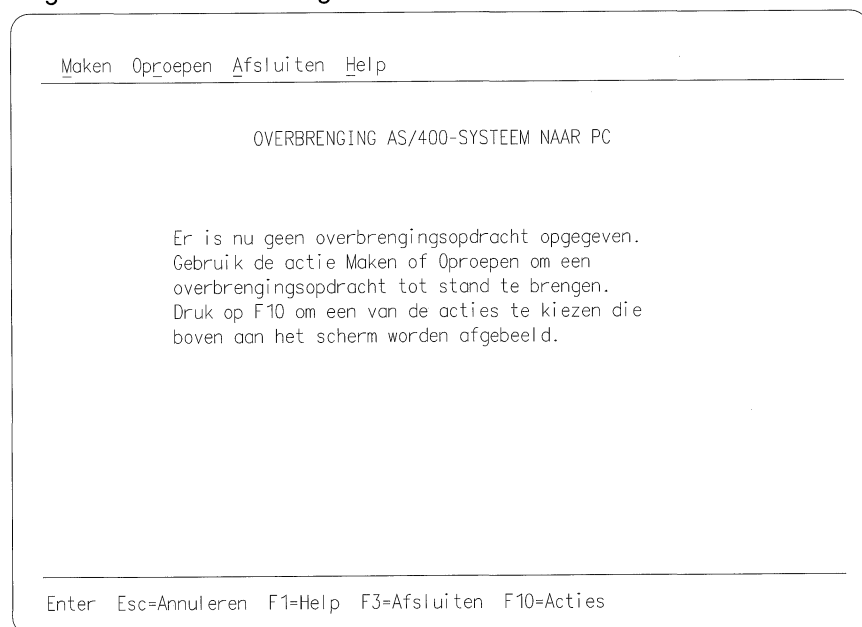 Maken Oproepen Afsluiten Help
OVERBRENGING AS/400-SYSTEEM NAAR PC
Er is nu geen overbrengingsopdracht opgegeven.
Gebruik de actie Maken of Oproepen om een
overbrengingsopdracht tot stand te brengen.
Druk op F10 om een van de acties te kiezen die
boven aan het scherm worden afgebeeld.
Enter Esc=Annuleren F1=Help F3=Afsluiten F10=Acties